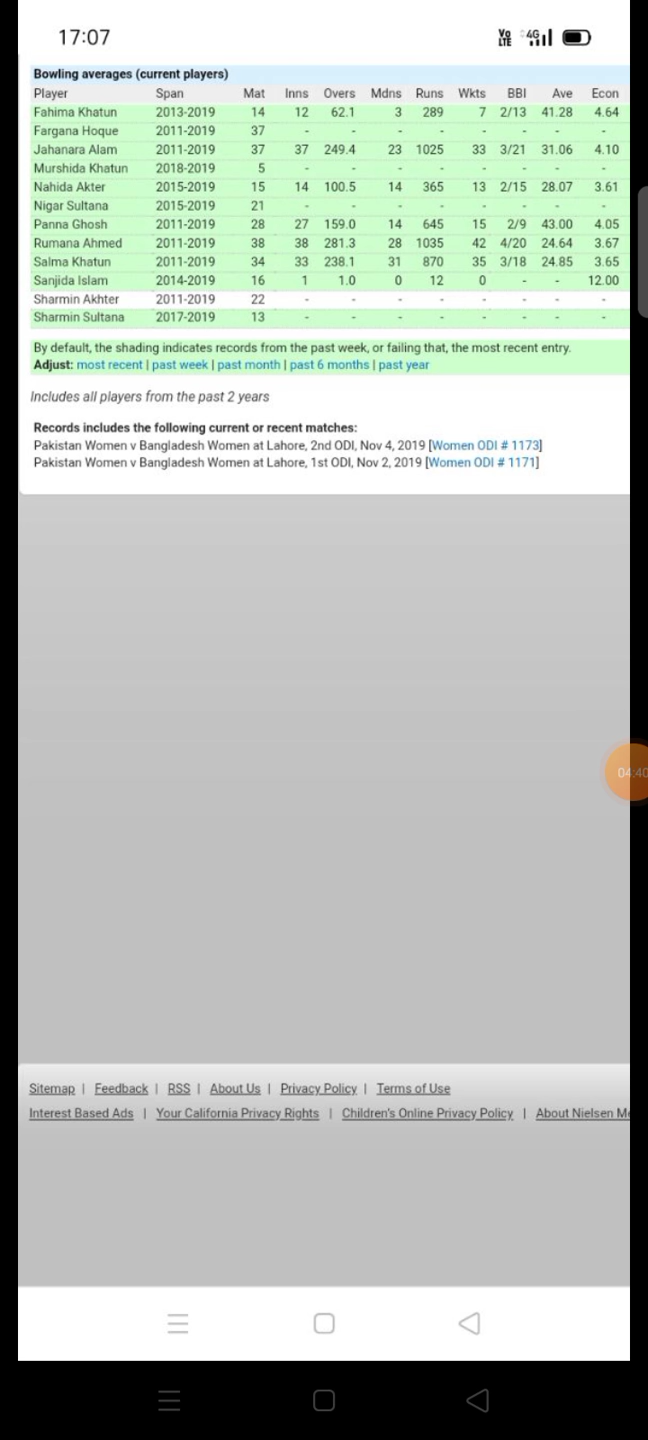 17:07
Vo LTE 4G
Bowling averages (current players)
Player Span Mat Inns Overs Mdns Runs Wkts BBI Ave Econ
Fahima Khatun 2013-2019 14 12 62.1 3 289 7 2/13 41.28 4.64
Fargana Hoque 2011-2019 37 - - - - - - - -
Jahanara Alam 2011-2019 37 37 249.4 23 1025 33 3/21 31.06 4.10
Murshida Khatun 2018-2019 5 - - - - - - - -
Nahida Akter 2015-2019 15 14 100.5 14 365 13 2/15 28.07 3.61
Nigar Sultana 2015-2019 21 - - - - - - - -
Panna Ghosh 2011-2019 28 27 159.0 14 645 15 2/9 43.00 4.05
Rumana Ahmed 2011-2019 38 38 281.3 28 1035 42 4/20 24.64 3.67
Salma Khatun 2011-2019 34 33 238.1 31 870 35 3/18 24.85 3.65
Sanjida Islam 2014-2019 16 1 1.0 0 12 0 - - 12.00
Sharmin Akhter 2011-2019 22 - - - - - - - -
Sharmin Sultana 2017-2019 13 - - - - - - - -
By default, the shading indicates records from the past week, or failing that, the most recent entry.
Adjust: most recent | past week | past month | past 6 months | past year
Includes all players from the past 2 years
Records includes the following current or recent matches:
Pakistan Women v Bangladesh Women at Lahore, 2nd ODI, Nov 4, 2019 [Women ODI # 1173]
Pakistan Women v Bangladesh Women at Lahore, 1st ODI, Nov 2, 2019 [Women ODI # 1171]
04:40
Sitemap | Feedback | RSS | About Us | Privacy Policy | Terms of Use
Interest Based Ads | Your California Privacy Rights | Children's Online Privacy Policy | About Nielsen Me